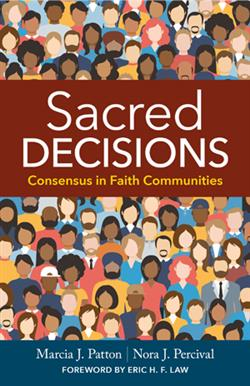 Sacred
DECISIONS
Consensus in Faith Communities
Marcia J. Patton | Nora J. Percival
FOREWORD BY ERIC H. F. LAW